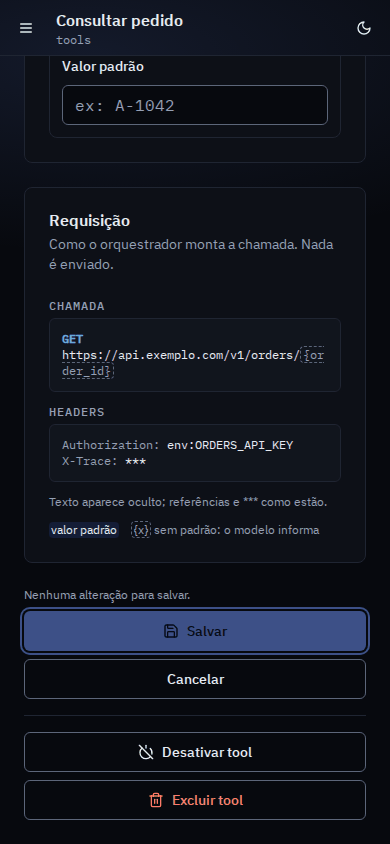 Consultar pedido
tools
Valor padrão
ex: A-1042
Requisição
Como o orquestrador monta a chamada. Nada
é enviado.
CHAMADA
GET
https://api.exemplo.com/v1/orders/{or
der_id}
HEADERS
Authorization: env:ORDERS_API_KEY
X-Trace: ***
Texto aparece oculto; referências e *** como estão.
valor padrão {x} sem padrão: o modelo informa
Nenhuma alteração para salvar.
Salvar
Cancelar
Desativar tool
Excluir tool